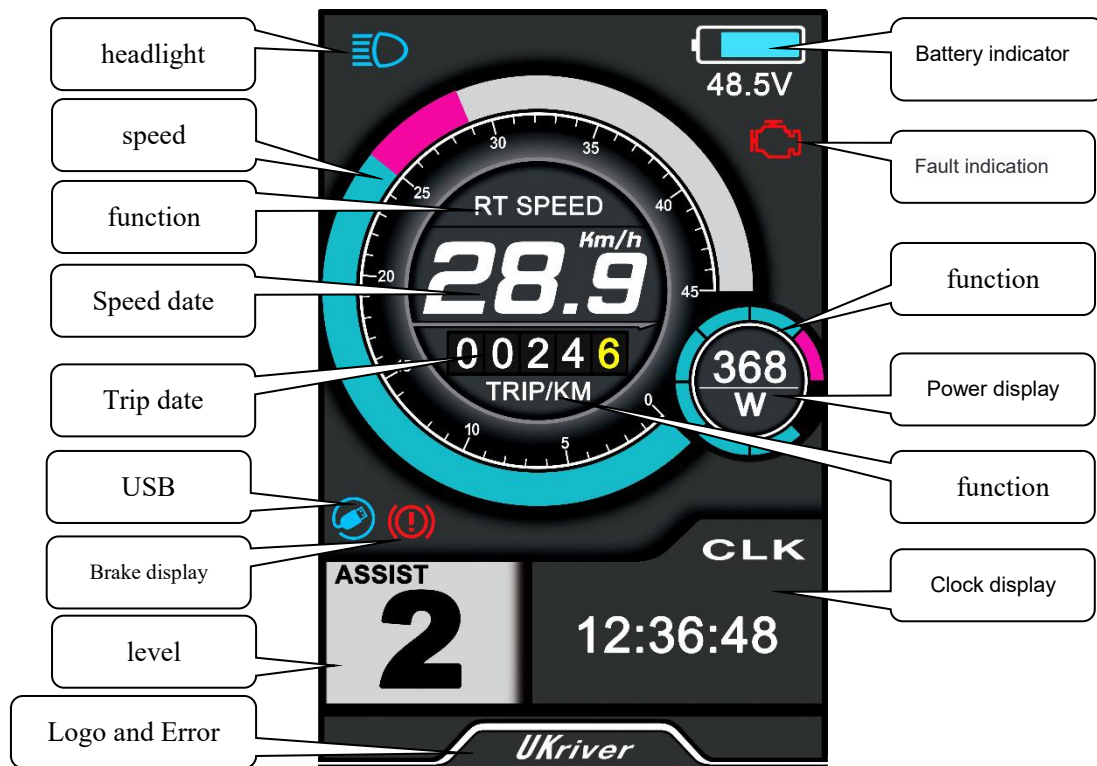 headlight
speed
function
Speed date
Trip date
USB
Brake display
level
Logo and Error
48.5V
30
35
25
40
RT SPEED
Km/h
28.9
20
45
0 0 2 4 6
15
TRIP/KM
0
10
5
368
W
CLK
ASSIST
2
12:36:48
UKriver
Battery indicator
Fault indication
function
Power display
function
Clock display